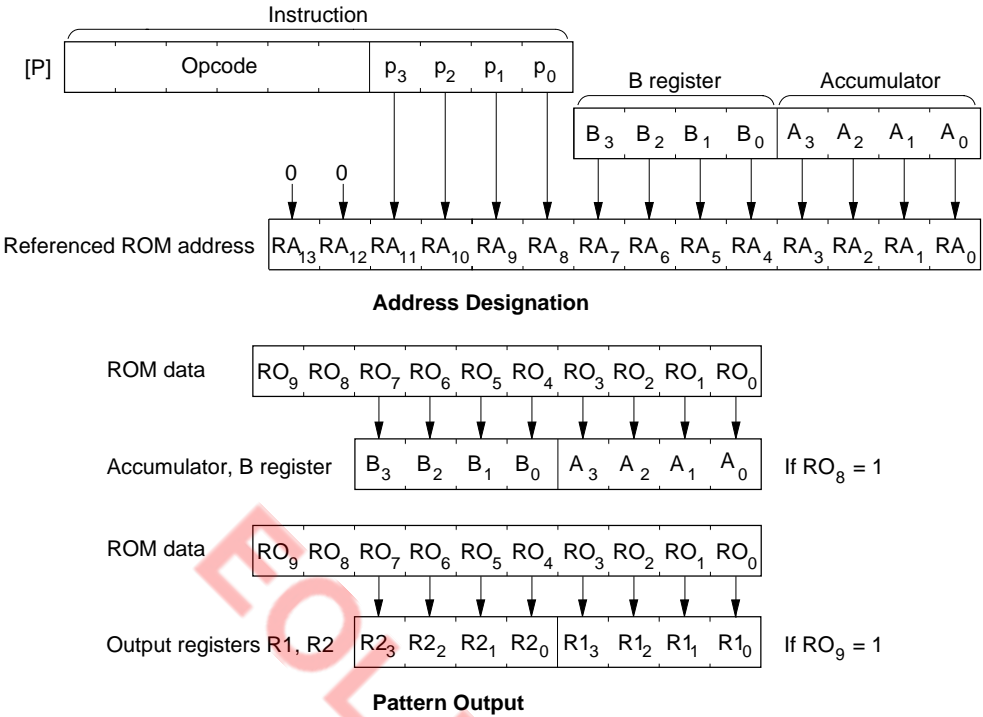 Instruction
[P] Opcode p3 p2 p1 p0
B register Accumulator
B3 B2 B1 B0 A3 A2 A1 A0
0 0
Referenced ROM address RA13 RA12 RA11 RA10 RA9 RA8 RA7 RA6 RA5 RA4 RA3 RA2 RA1 RA0
Address Designation
ROM data RO9 RO8 RO7 RO6 RO5 RO4 RO3 RO2 RO1 RO0
Accumulator, B register B3 B2 B1 B0 A3 A2 A1 A0 If RO8 = 1
ROM data RO9 RO8 RO7 RO6 RO5 RO4 RO3 RO2 RO1 RO0
Output registers R1, R2 R23 R22 R21 R20 R13 R12 R11 R10 If RO9 = 1
Pattern Output
EOL